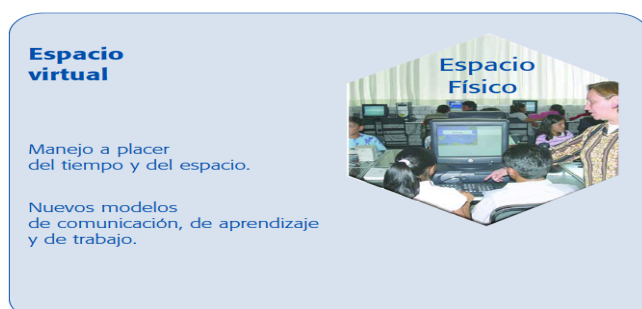 Espacio
virtual
Espacio
Físico
Manejo a placer
del tiempo y del espacio.
Nuevos modelos
de comunicación, de aprendizaje
y de trabajo.